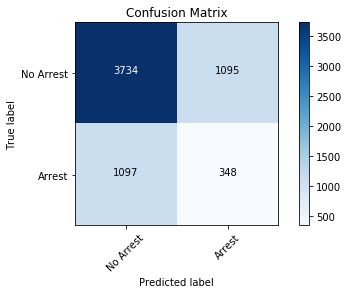 Confusion Matrix
True label
No Arrest
Arrest
3734
1095
1097
348
No Arrest
Arrest
Predicted label
3500
3000
2500
2000
1500
1000
500